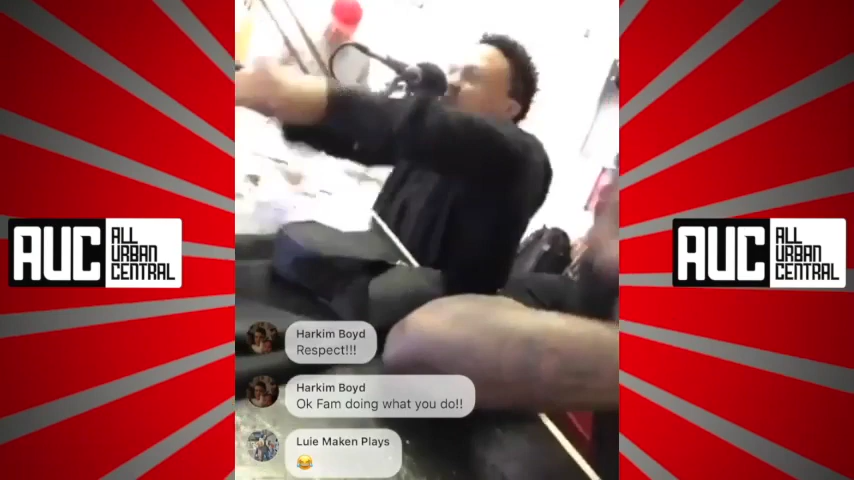 AUC ALL
URBAN
CENTRAL
AUC ALL
URBAN
CENTRAL
Harkim Boyd
Respect!!!
Harkim Boyd
Ok Fam doing what you do!!
Luie Maken Plays
😂